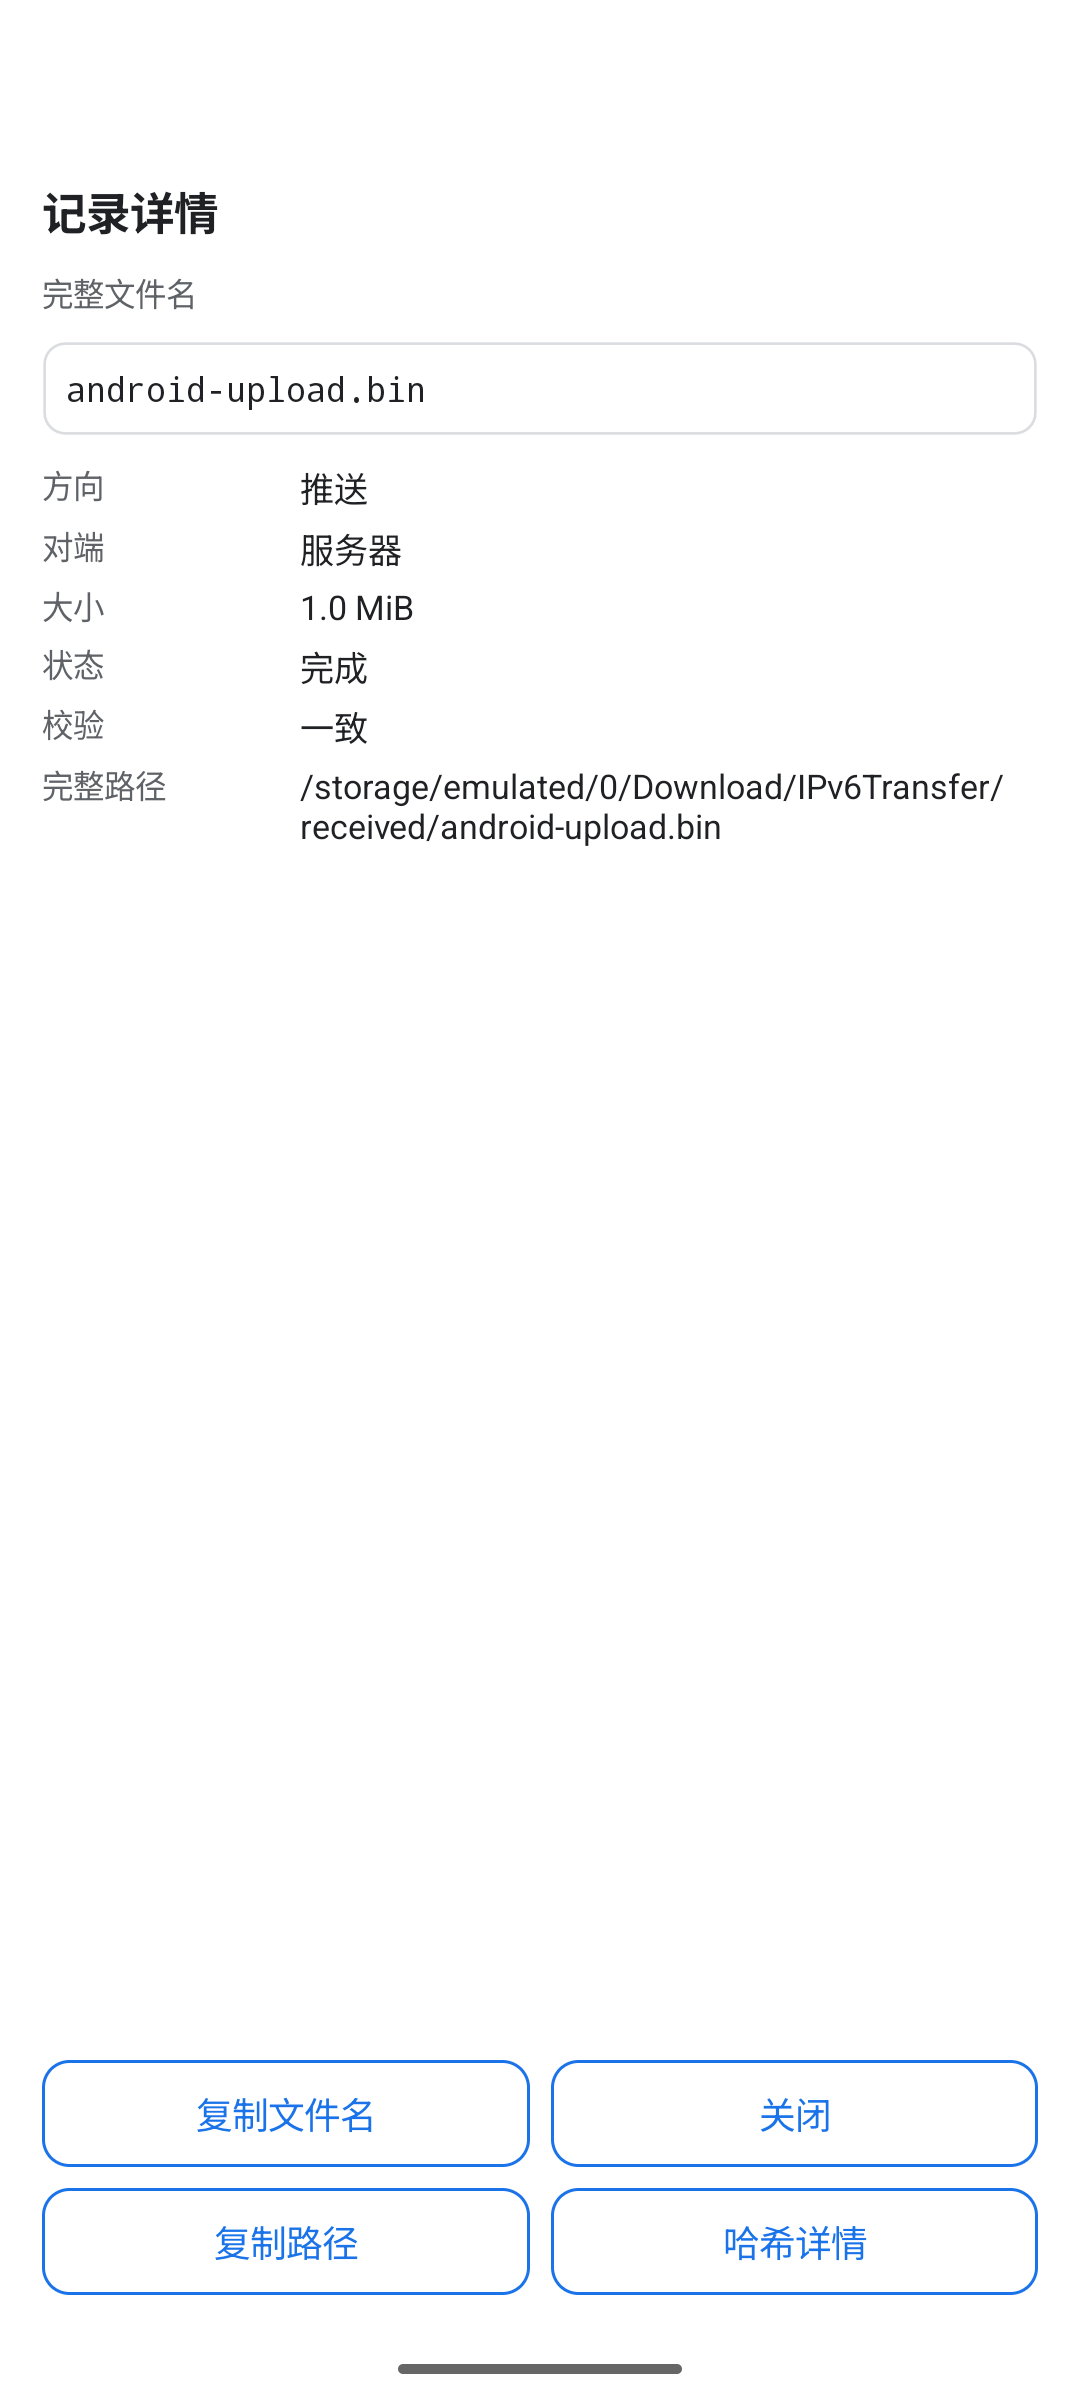 记录详情
完整文件名
android-upload.bin
方向 推送
对端 服务器
大小 1.0 MiB
状态 完成
校验 一致
完整路径 /storage/emulated/0/Download/IPv6Transfer/
received/android-upload.bin
复制文件名 关闭
复制路径 哈希详情